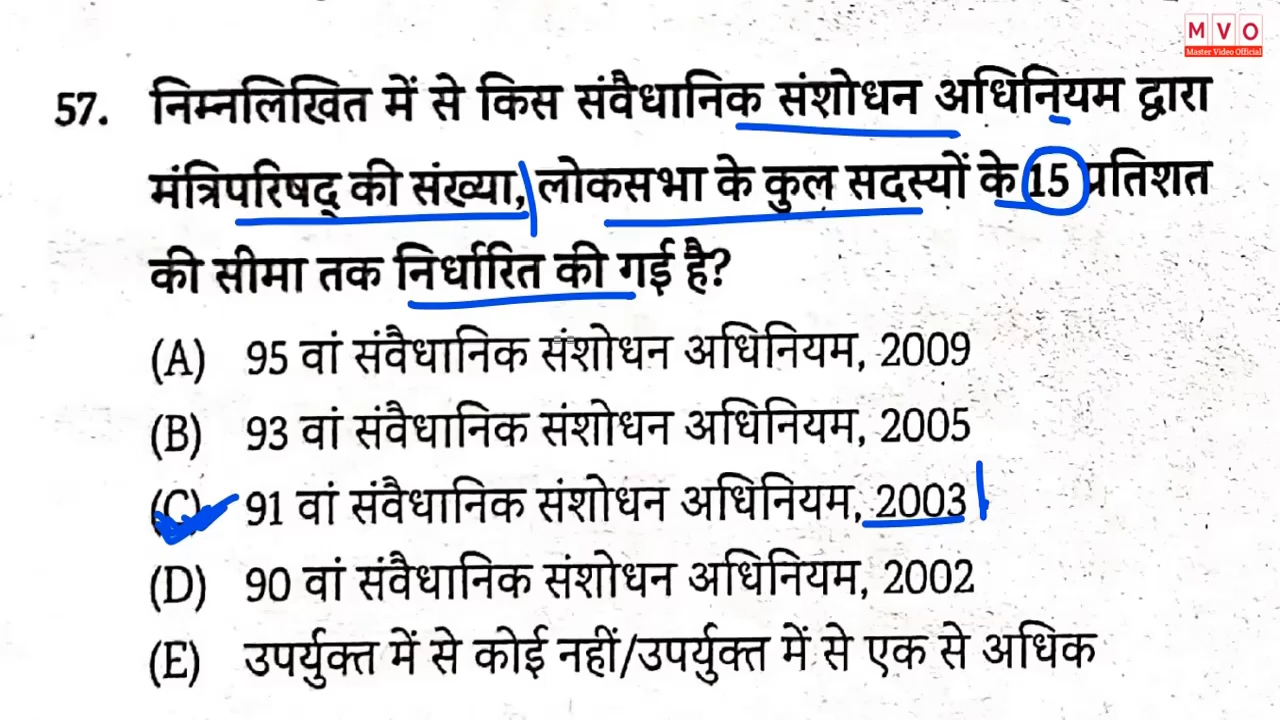 M V O
Master Video Official
57. निम्नलिखित में से किस संवैधानिक संशोधन अधिनियम द्वारा
मंत्रिपरिषद् की संख्या, लोकसभा के कुल सदस्यों के 15 प्रतिशत
की सीमा तक निर्धारित की गई है?
(A) 95 वां संवैधानिक संशोधन अधिनियम, 2009
(B) 93 वां संवैधानिक संशोधन अधिनियम, 2005
(C) 91 वां संवैधानिक संशोधन अधिनियम, 2003
(D) 90 वां संवैधानिक संशोधन अधिनियम, 2002
(E) उपर्युक्त में से कोई नहीं/उपर्युक्त में से एक से अधिक